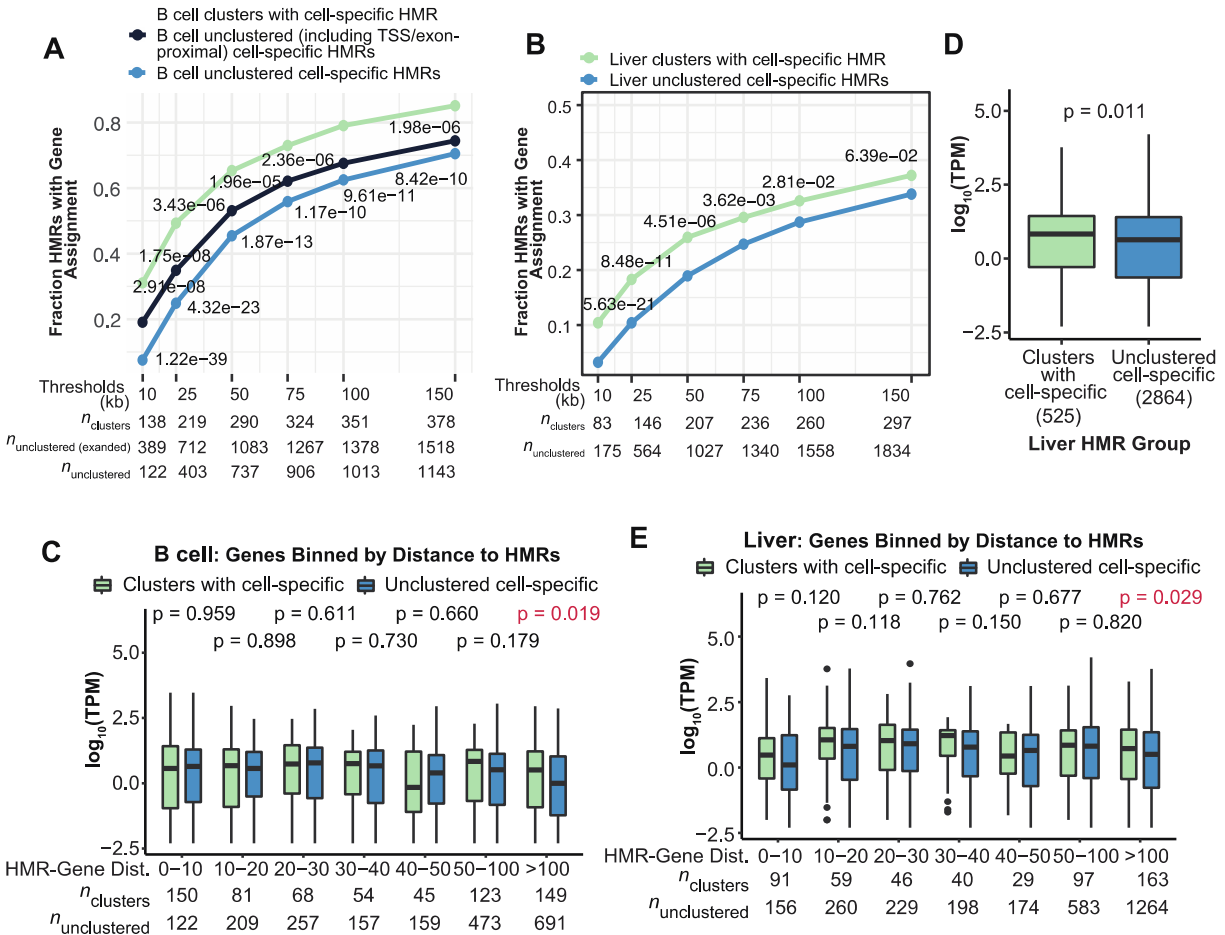 A
B cell clusters with cell-specific HMR
B cell unclustered (including TSS/exon-
proximal) cell-specific HMRs
B cell unclustered cell-specific HMRs
Fraction HMRs with Gene
Assignment
0.8
0.6
0.4
0.2
1.98e−06
2.36e−06
1.96e−05
3.43e−06
1.75e−08
2.91e−08
8.42e−10
9.61e−11
1.17e−10
1.87e−13
4.32e−23
1.22e−39
Thresholds (kb) 10 25 50 75 100 150
nclusters 138 219 290 324 351 378
nunclustered (exanded) 389 712 1083 1267 1378 1518
nunclustered 122 403 737 906 1013 1143
B
Liver clusters with cell-specific HMR
Liver unclustered cell-specific HMRs
Fraction HMRs with Gene
Assignment
0.5
0.4
0.3
0.2
0.1
6.39e−02
2.81e−02
3.62e−03
4.51e−06
8.48e−11
5.63e−21
Thresholds (kb) 10 25 50 75 100 150
nclusters 83 146 207 236 260 297
nunclustered 175 564 1027 1340 1558 1834
D
p = 0.011
log10(TPM)
5.0
2.5
0.0
−2.5
Clusters with cell-specific (525)
Unclustered cell-specific (2864)
Liver HMR Group
C
B cell: Genes Binned by Distance to HMRs
Clusters with cell-specific Unclustered cell-specific
p = 0.959 p = 0.611 p = 0.660 p = 0.019
p = 0.898 p = 0.730 p = 0.179
log10(TPM)
5.0
2.5
0.0
−2.5
HMR-Gene Dist. 0−10 10−20 20−30 30−40 40−50 50−100 >100
nclusters 150 81 68 54 45 123 149
nunclustered 122 209 257 157 159 473 691
E
Liver: Genes Binned by Distance to HMRs
Clusters with cell-specific Unclustered cell-specific
p = 0.120 p = 0.762 p = 0.677 p = 0.029
p = 0.118 p = 0.150 p = 0.820
log10(TPM)
5.0
2.5
0.0
−2.5
HMR-Gene Dist. 0−10 10−20 20−30 30−40 40−50 50−100 >100
nclusters 91 59 46 40 29 97 163
nunclustered 156 260 229 198 174 583 1264